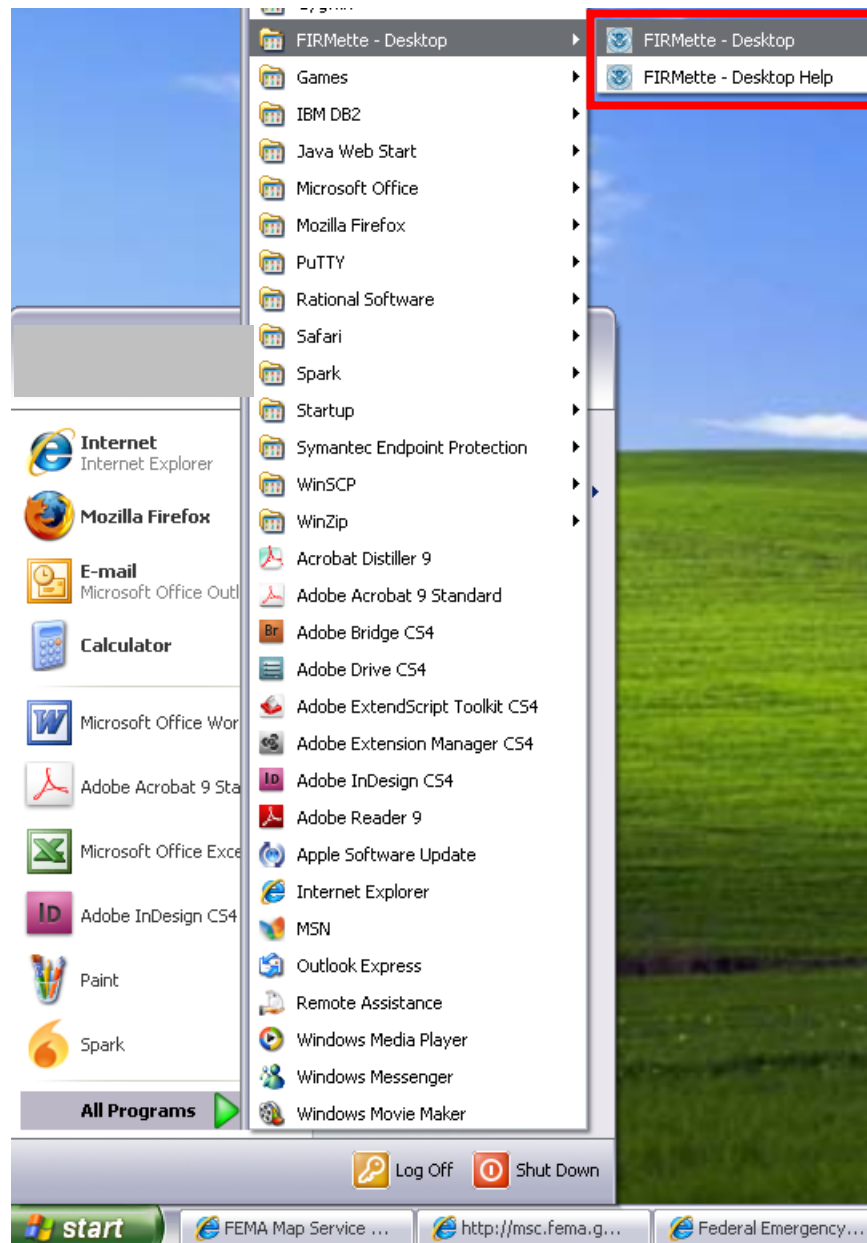 FIRMette - Desktop
Games
IBM DB2
Java Web Start
Microsoft Office
Mozilla Firefox
PuTTY
Rational Software
Safari
Spark
Startup
Symantec Endpoint Protection
WinSCP
WinZip
Acrobat Distiller 9
Adobe Acrobat 9 Standard
Br Adobe Bridge CS4
Adobe Drive CS4
Adobe ExtendScript Toolkit CS4
Adobe Extension Manager CS4
ID Adobe InDesign CS4
Adobe Reader 9
Apple Software Update
Internet Explorer
MSN
Outlook Express
Remote Assistance
Windows Media Player
Windows Messenger
Windows Movie Maker
FIRMette - Desktop
FIRMette - Desktop Help
Internet
Internet Explorer
Mozilla Firefox
E-mail
Microsoft Office Outl
Calculator
Microsoft Office Wor
Adobe Acrobat 9 Sta
Microsoft Office Exce
ID Adobe InDesign CS4
Paint
Spark
All Programs
Log Off Shut Down
start FEMA Map Service ... http://msc.fema.g... Federal Emergency...